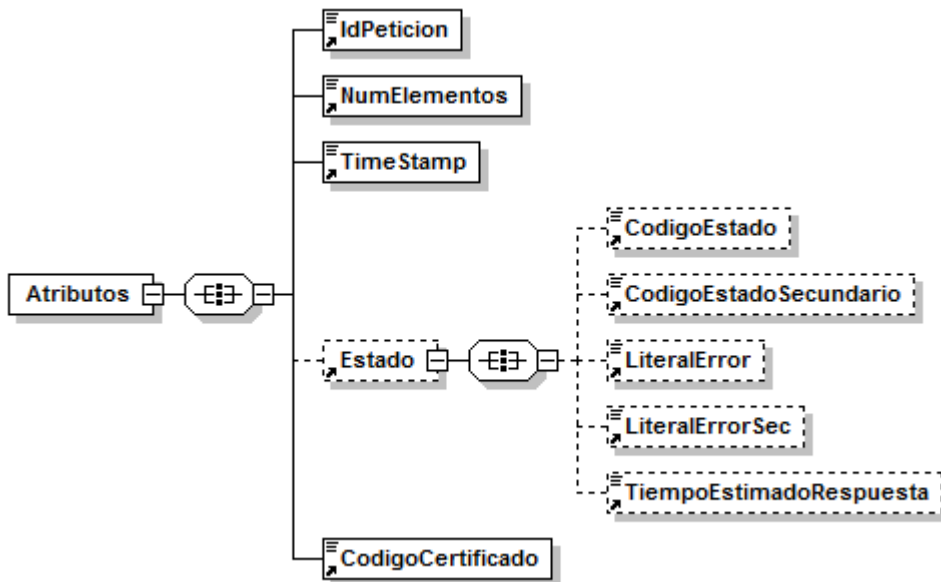 IdPeticion
NumElementos
TimeStamp
CodigoEstado
Atributos
CodigoEstadoSecundario
Estado
LiteralError
LiteralErrorSec
TiempoEstimadoRespuesta
CodigoCertificado